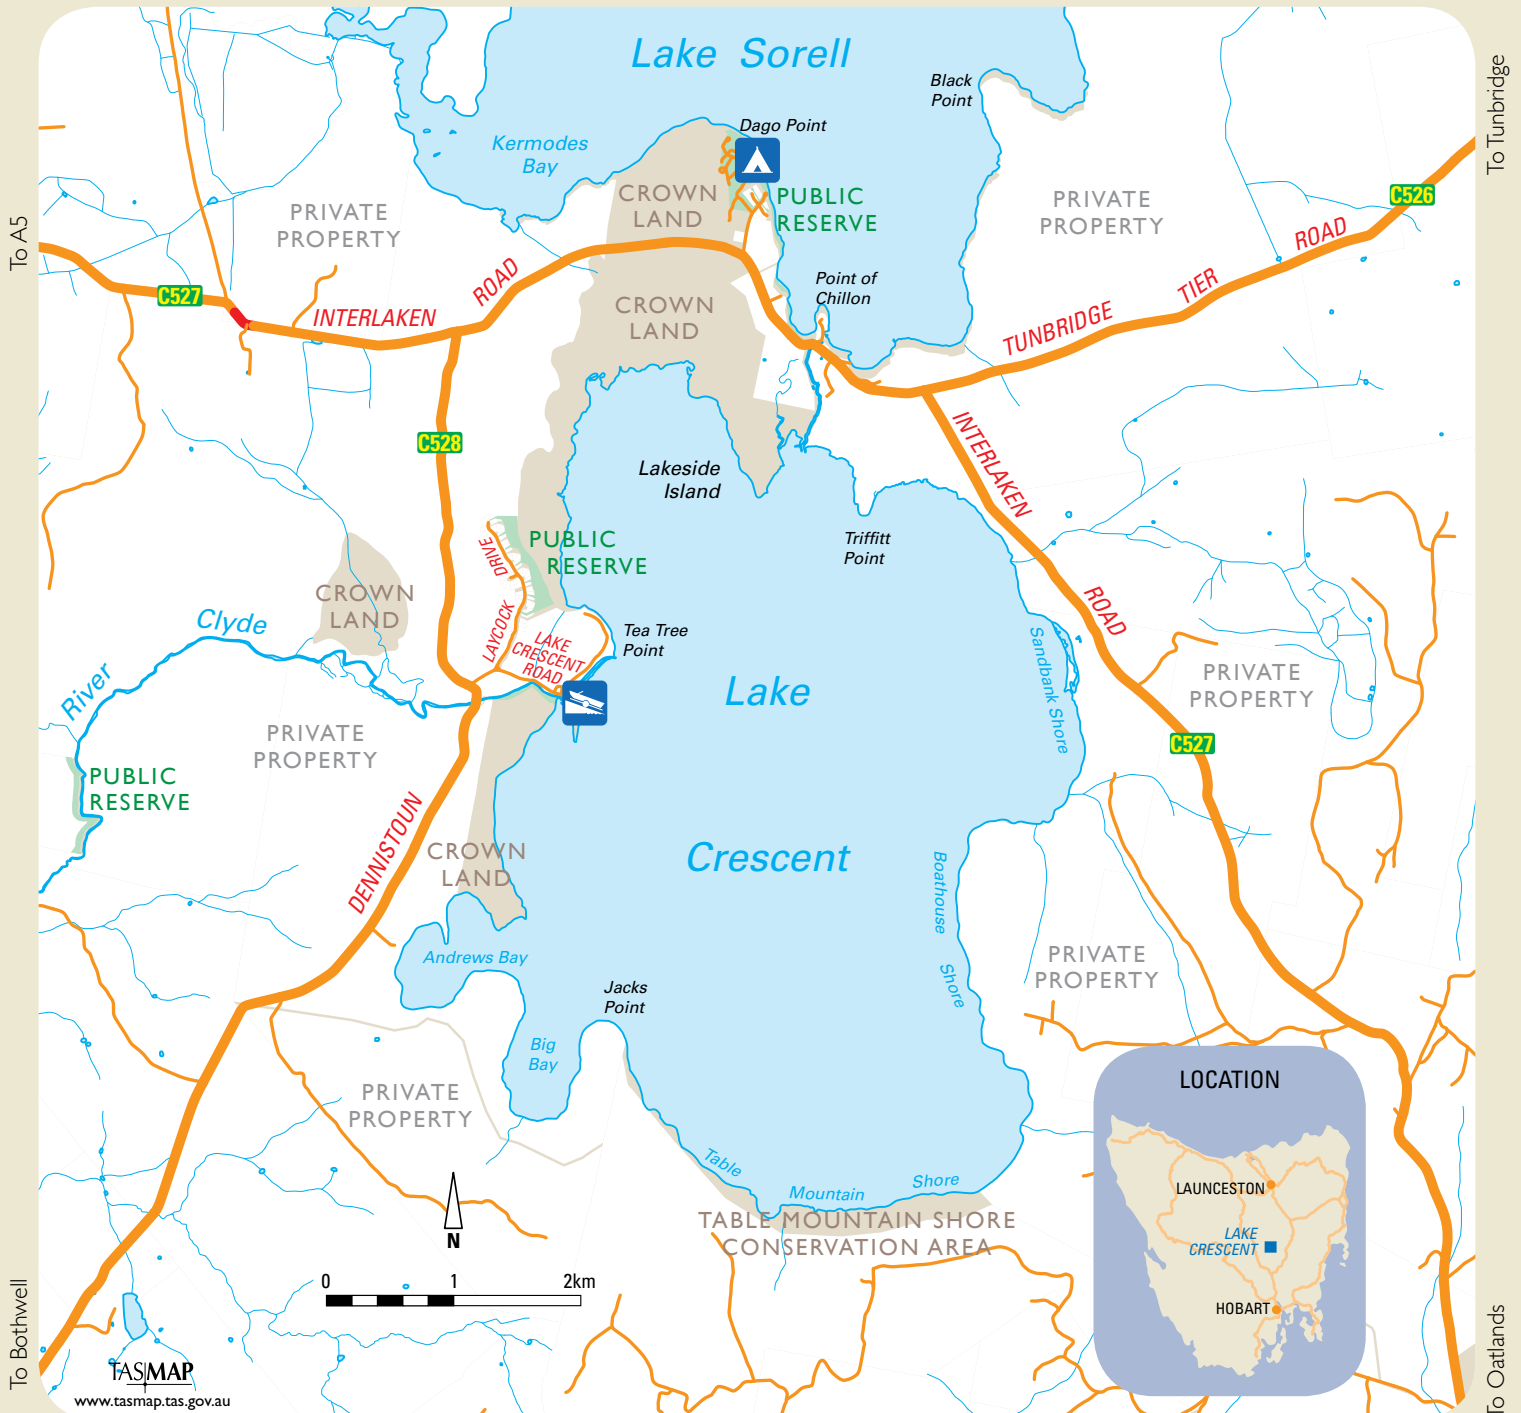 Lake Sorell
Black
Point
To Tunbridge
Dago Point
Kermodes
Bay
CROWN
LAND
PUBLIC
RESERVE
PRIVATE
PROPERTY
C526
PRIVATE
PROPERTY
To A5
ROAD
TIER
TUNBRIDGE
Point of
Chillon
C527
INTERLAKEN
ROAD
CROWN
LAND
C528
Lakeside
Island
INTERLAKEN
Triffitt
Point
PUBLIC
RESERVE
DRIVE
LAYCOCK
LAKE
CRESCENT
ROAD
CROWN
LAND
Clyde
River
Tea Tree
Point
ROAD
Sandbank Shore
PRIVATE
PROPERTY
Lake
C527
PRIVATE
PROPERTY
PUBLIC
RESERVE
DENNISTOUN
CROWN
LAND
Crescent
Boathouse
Shore
PRIVATE
PROPERTY
Andrews Bay
Jacks
Point
Big
Bay
PRIVATE
PROPERTY
Table
Mountain
Shore
TABLE MOUNTAIN SHORE
CONSERVATION AREA
LOCATION
LAUNCESTON
LAKE
CRESCENT
HOBART
N
0 1 2km
To Bothwell
TASMAP
www.tasmap.tas.gov.au
To Oatlands